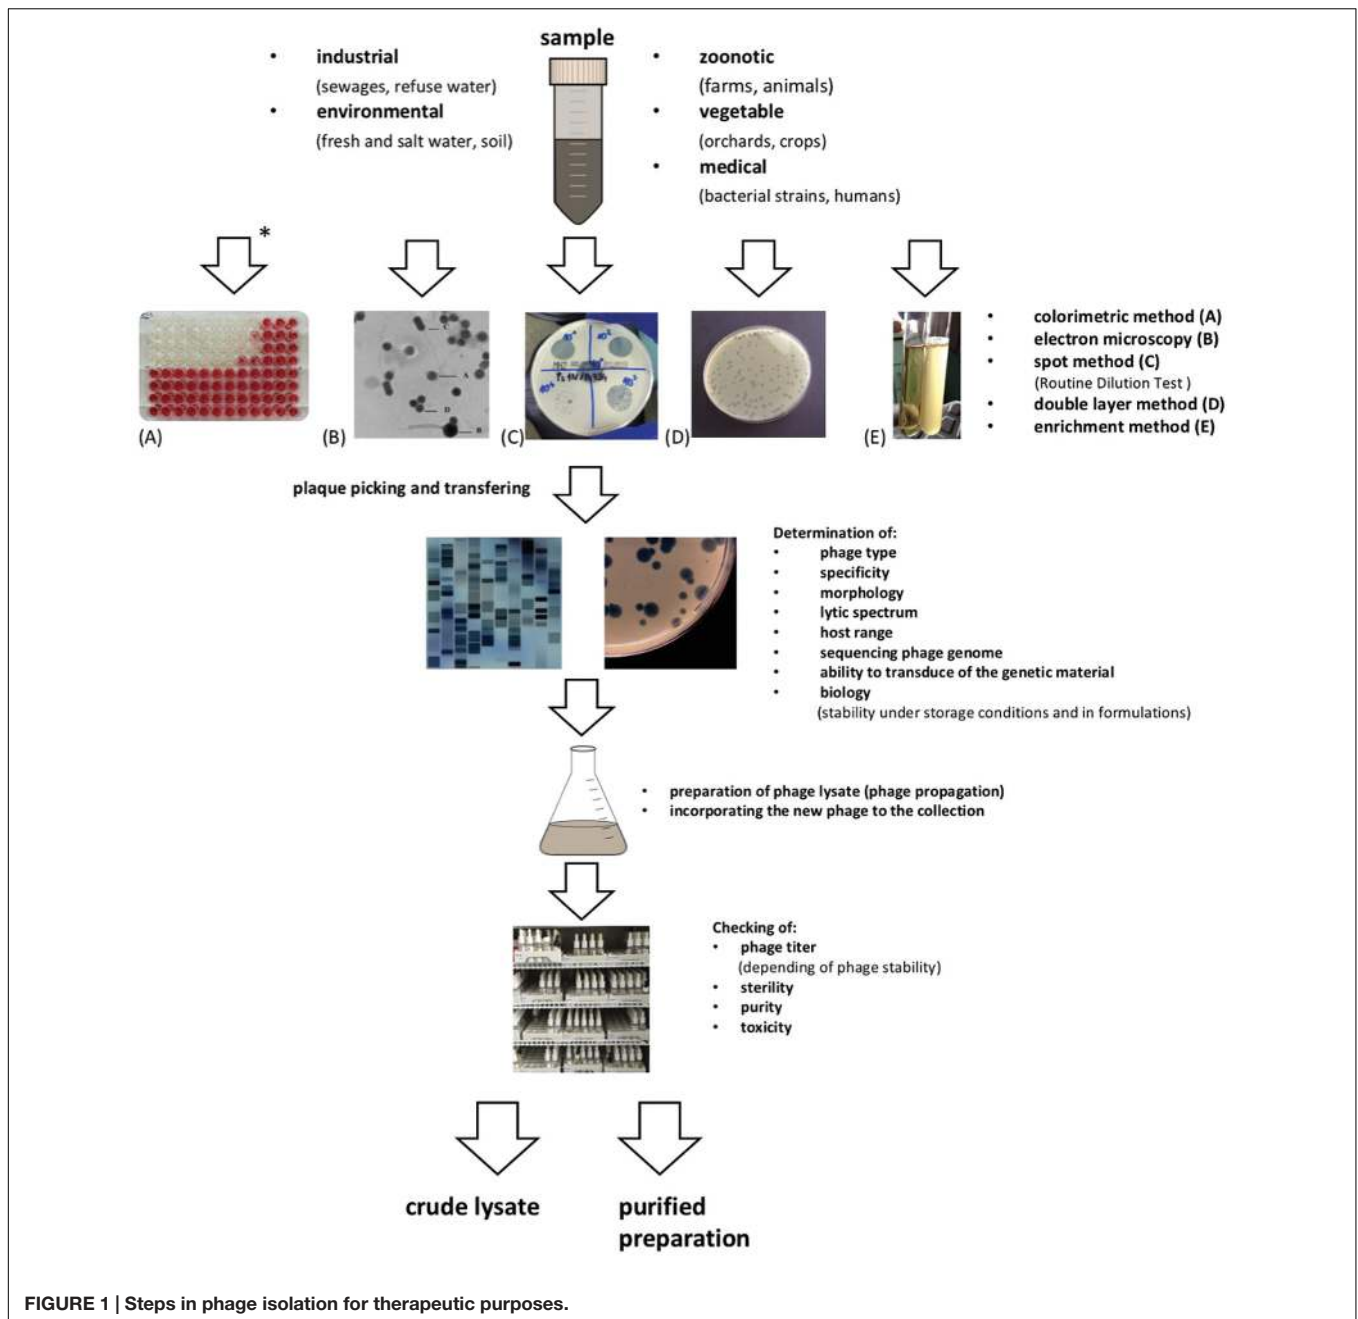 sample
• industrial
(sewages, refuse water)
• environmental
(fresh and salt water, soil)
• zoonotic
(farms, animals)
• vegetable
(orchards, crops)
• medical
(bacterial strains, humans)
*
(A)
(B)
(C)
(D)
(E)
C
A
D
B
• colorimetric method (A)
• electron microscopy (B)
• spot method (C)
(Routine Dilution Test )
• double layer method (D)
• enrichment method (E)
plaque picking and transfering
Determination of:
• phage type
• specificity
• morphology
• lytic spectrum
• host range
• sequencing phage genome
• ability to transduce of the genetic material
• biology
(stability under storage conditions and in formulations)
• preparation of phage lysate (phage propagation)
• incorporating the new phage to the collection
Checking of:
• phage titer
(depending of phage stability)
• sterility
• purity
• toxicity
crude lysate
purified
preparation
FIGURE 1 | Steps in phage isolation for therapeutic purposes.